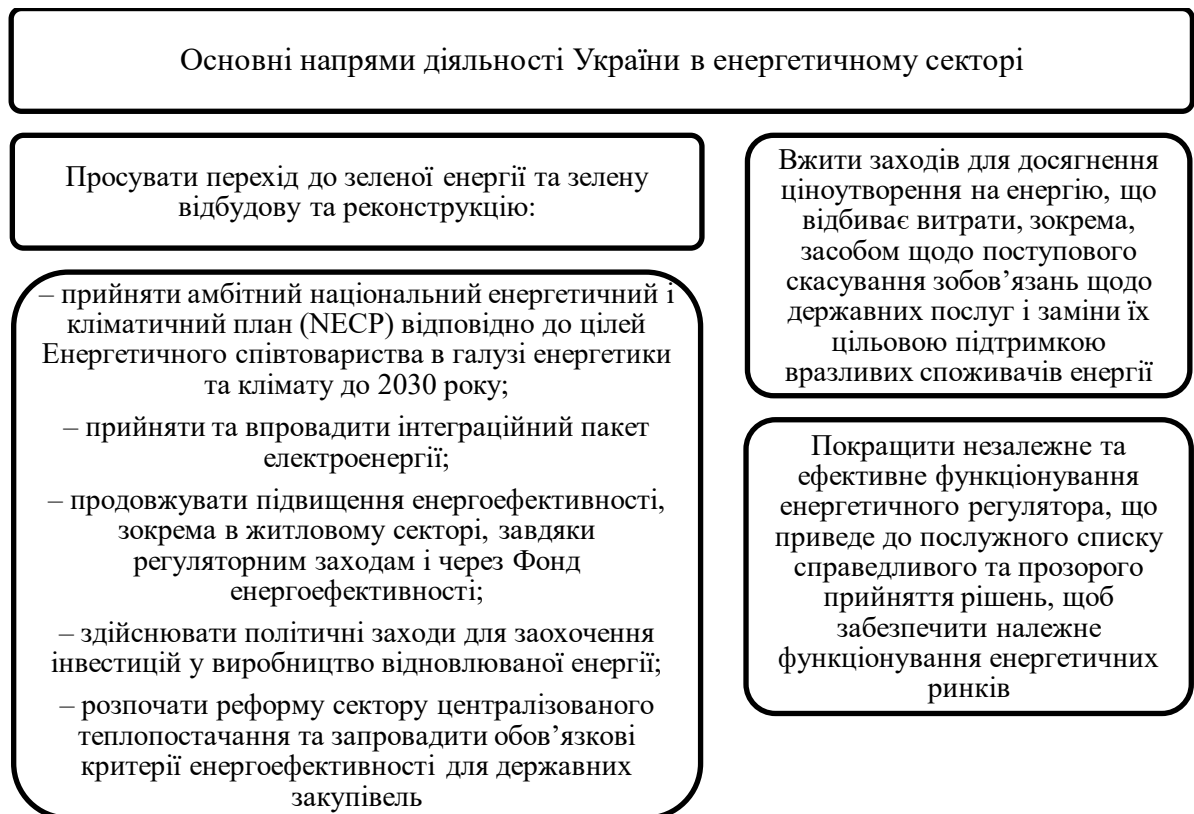 Основні напрями діяльності України в енергетичному секторі
Просувати перехід до зеленої енергії та зелену
відбудову та реконструкцію:
– прийняти амбітний національний енергетичний і
кліматичний план (NECP) відповідно до цілей
Енергетичного співтовариства в галузі енергетики
та клімату до 2030 року;
– прийняти та впровадити інтеграційний пакет
електроенергії;
– продовжувати підвищення енергоефективності,
зокрема в житловому секторі, завдяки
регуляторним заходам і через Фонд
енергоефективності;
– здійснювати політичні заходи для заохочення
інвестицій у виробництво відновлюваної енергії;
– розпочати реформу сектору централізованого
теплопостачання та запровадити обов’язкові
критерії енергоефективності для державних
закупівель
Вжити заходів для досягнення
ціноутворення на енергію, що
відбиває витрати, зокрема,
засобом щодо поступового
скасування зобов’язань щодо
державних послуг і заміни їх
цільовою підтримкою
вразливих споживачів енергії
Покращити незалежне та
ефективне функціонування
енергетичного регулятора, що
приведе до послужного списку
справедливого та прозорого
прийняття рішень, щоб
забезпечити належне
функціонування енергетичних
ринків